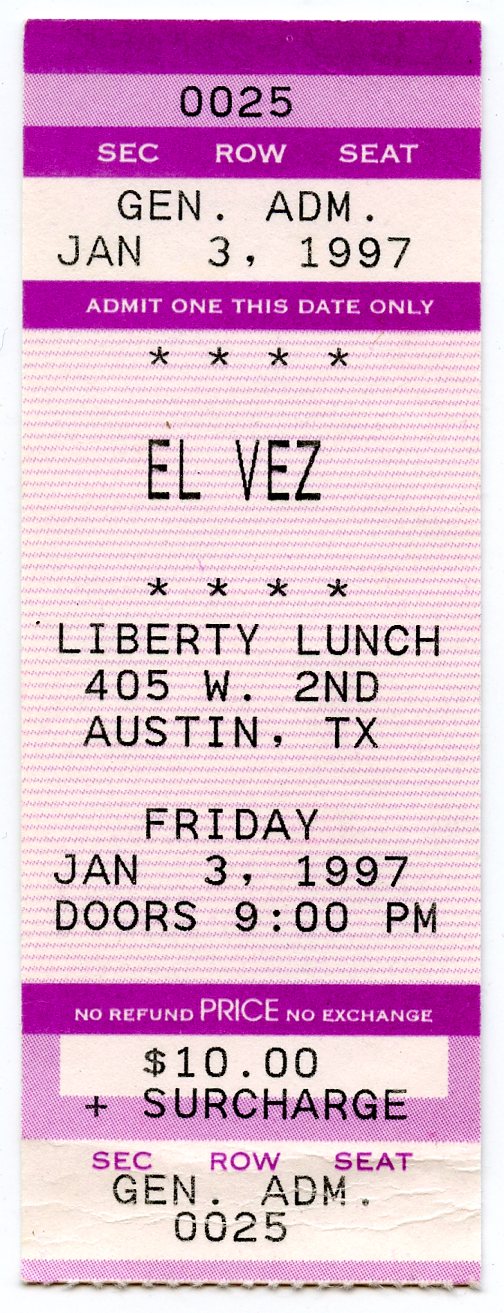 0025
SEC ROW SEAT
GEN. ADM.
JAN 3, 1997
ADMIT ONE THIS DATE ONLY
* * * *
EL VEZ
* * * *
LIBERTY LUNCH
405 W. 2ND
AUSTIN, TX
FRIDAY
JAN 3, 1997
DOORS 9:00 PM
NO REFUND PRICE NO EXCHANGE
$10.00
+ SURCHARGE
SEC ROW SEAT
GEN. ADM.
0025